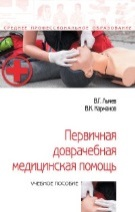 СРЕДНЕЕ ПРОФЕССИОНАЛЬНОЕ ОБРАЗОВАНИЕ
В.Г. Лычев
В.К. Карманов
Первичная
доврачебная
медицинская помощь
УЧЕБНОЕ ПОСОБИЕ